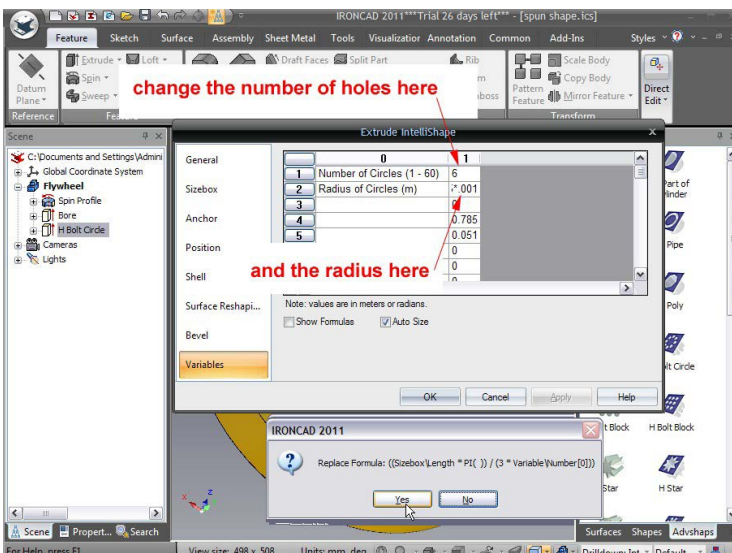 IRONCAD 2011***Trial 26 days left*** - [spun shape.ics]
Feature Sketch Surface Assembly Sheet Metal Tools Visualization Annotation Common Add-Ins Styles
Extrude Loft Draft Faces Split Part Rib Scale Body
Spin Copy Body
Datum Plane Sweep Pattern Feature Mirror Feature Direct Edit
change the number of holes here
Reference Transform
Scene
Extrude IntelliShape x
C:\Documents and Settings\Admini
Global Coordinate System
Flywheel
Spin Profile
Bore
H Bolt Circle
Cameras
Lights
General
Sizebox
Anchor
Position
Shell
Surface Reshapi...
Bevel
Variables
0 1
1 Number of Circles (1 - 60) 6
2 Radius of Circles (m) *.001
3 0
4 0.785
5 0.051
0
0
0
and the radius here
Note: values are in meters or radians.
Show Formulas Auto Size
OK Cancel Apply Help
Part of
Pipe
Poly
H Bolt Block
Star H Star
IRONCAD 2011
Replace Formula: ((Sizebox\Length * PI( )) / (3 * Variable\Number[0]))
Yes No
z
x
Scene Propert... Search
Surfaces Shapes Advshaps
For Help, press F1 View size: 498 x 508 Units: mm, deg Default